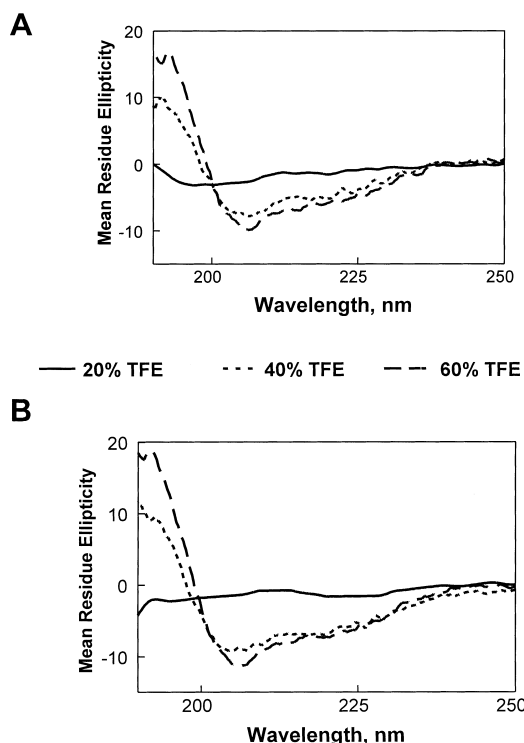 A
20
10
0
-10
Mean Residue Ellipticity
200 225 250
Wavelength, nm
20% TFE 40% TFE 60% TFE
B
20
10
0
-10
Mean Residue Ellipticity
200 225 250
Wavelength, nm